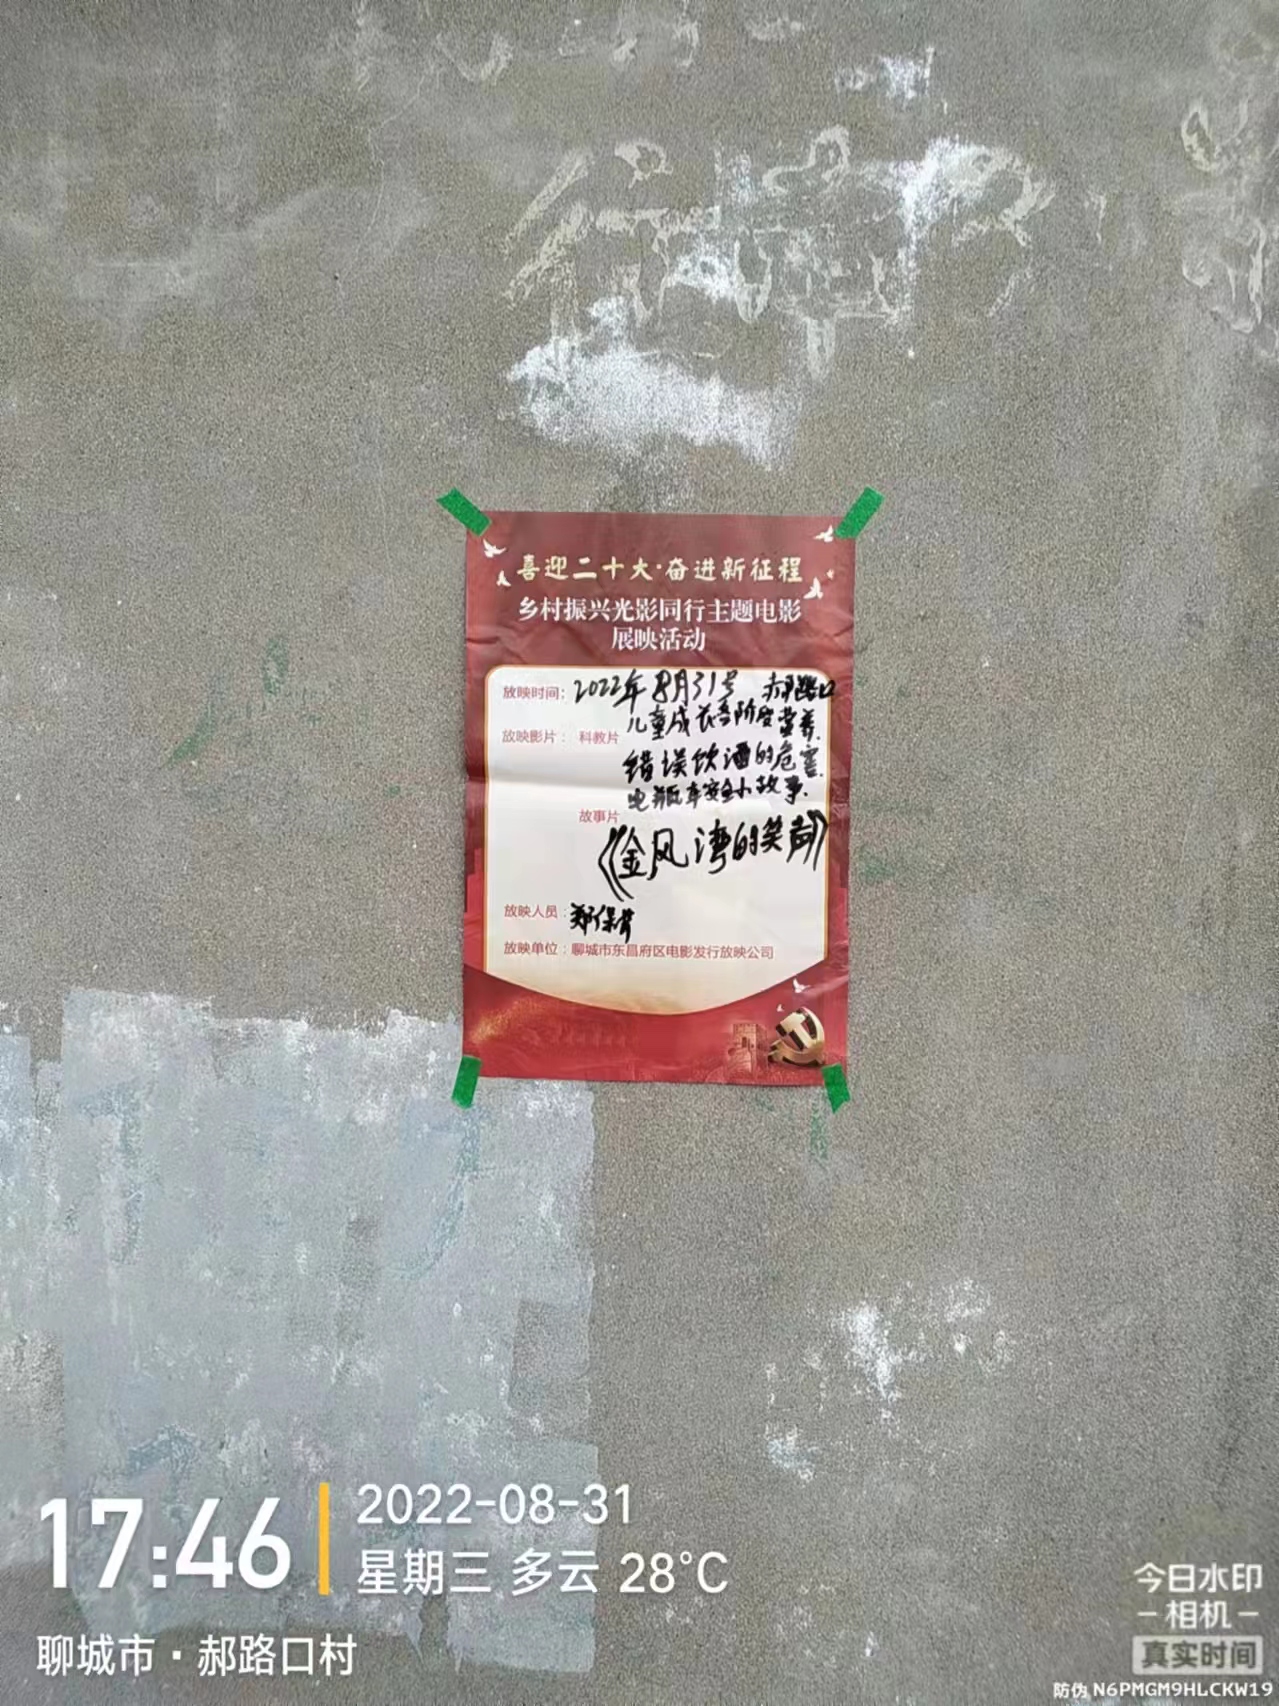 喜迎二十大·奋进新征程
乡村振兴光影同行主题电影
展映活动
放映时间: 2022年8月31号 郝路口
放映影片: 科教片 儿童成长各阶段营养.
错误饮酒的危害.
电瓶车安全小故事.
故事片
《金凤湾的笑声》
放映人员: 郑保
放映单位: 聊城市东昌府区电影发行放映公司
17:46
2022-08-31
星期三 多云 28°C
聊城市·郝路口村
今日水印
相机
真实时间
防伪 N6PMGM9HLCKW19